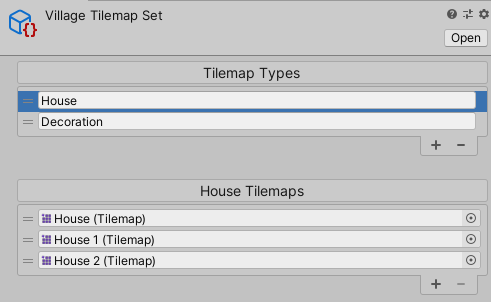 Village Tilemap Set
Open
Tilemap Types
House
Decoration
House Tilemaps
House (Tilemap)
House 1 (Tilemap)
House 2 (Tilemap)